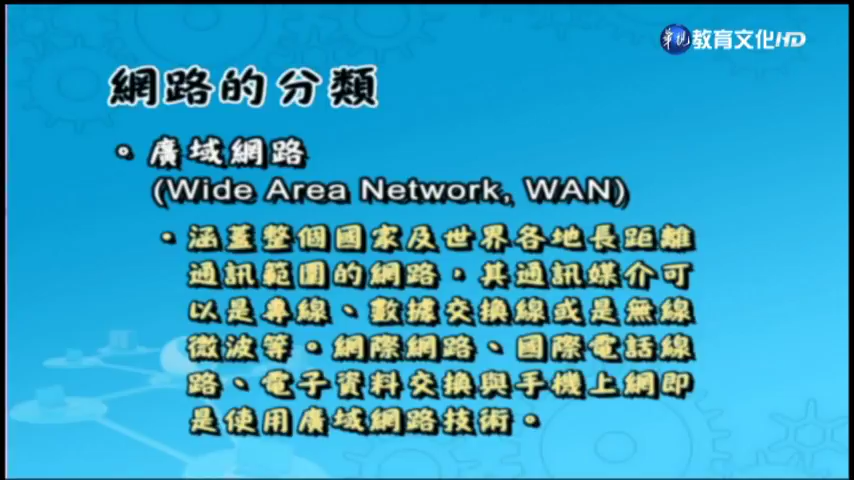 華視教育文化HD
網路的分類
• 廣域網路
(Wide Area Network, WAN)
• 涵蓋整個國家及世界各地長距離
通訊範圍的網路，其通訊媒介可
以是專線、數據交換線或是無線
微波等。網際網路、國際電話線
路、電子資料交換與手機上網即
是使用廣域網路技術。